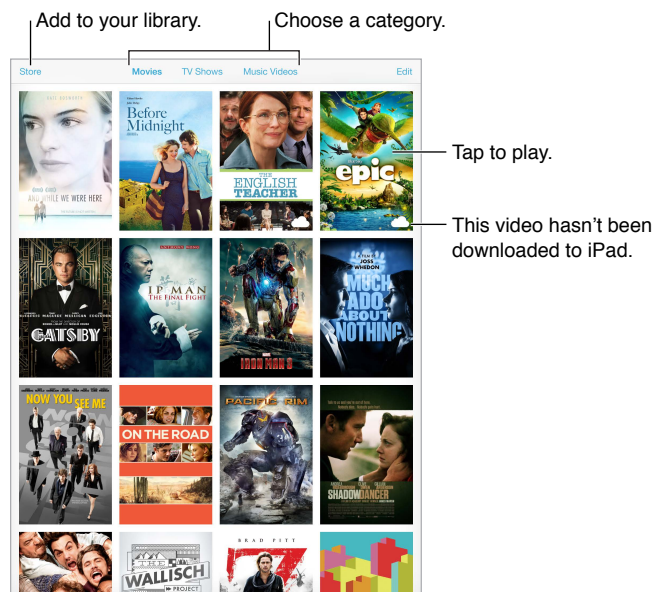 Add to your library.
Choose a category.
Store
Movies
TV Shows
Music Videos
Edit
KATE BOSWORTH
AND WHILE WE WERE HERE
Before
Midnight
THE
ENGLISH
TEACHER
epic
Tap to play.
This video hasn't been
downloaded to iPad.
GATSBY
IP MAN
THE FINAL FIGHT
MARVEL
IRON MAN 3
A FILM BY
JOSS
WHEDON
MUCH
ADO
ABOUT
NOTHING
NOW YOU SEE ME
ON THE ROAD
PACIFIC RIM
SHADOWDANCER
THE
WALLISCH
PROJECT
BRAD PITT